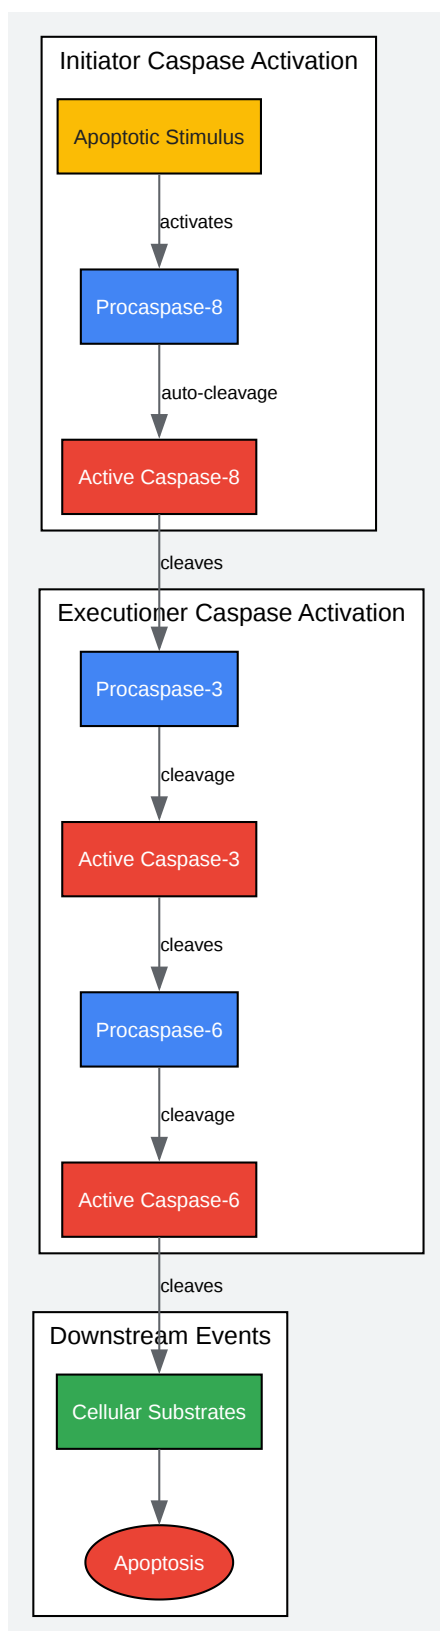 Initiator Caspase Activation
Apoptotic Stimulus
activates
Procaspase-8
auto-cleavage
Active Caspase-8
cleaves
Executioner Caspase Activation
Procaspase-3
cleavage
Active Caspase-3
cleaves
Procaspase-6
cleavage
Active Caspase-6
cleaves
Downstream Events
Cellular Substrates
Apoptosis